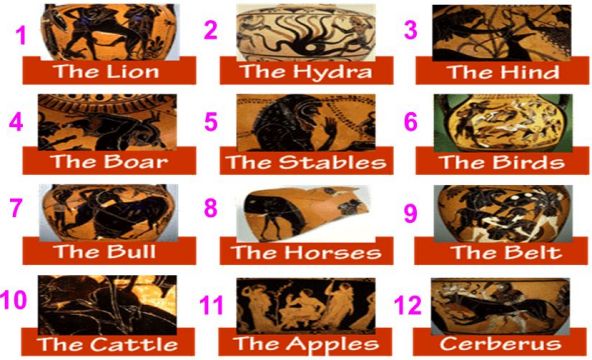 1
The Lion
2
The Hydra
3
The Hind
4
The Boar
5
The Stables
6
The Birds
7
The Bull
8
The Horses
9
The Belt
10
The Cattle
11
The Apples
12
Cerberus